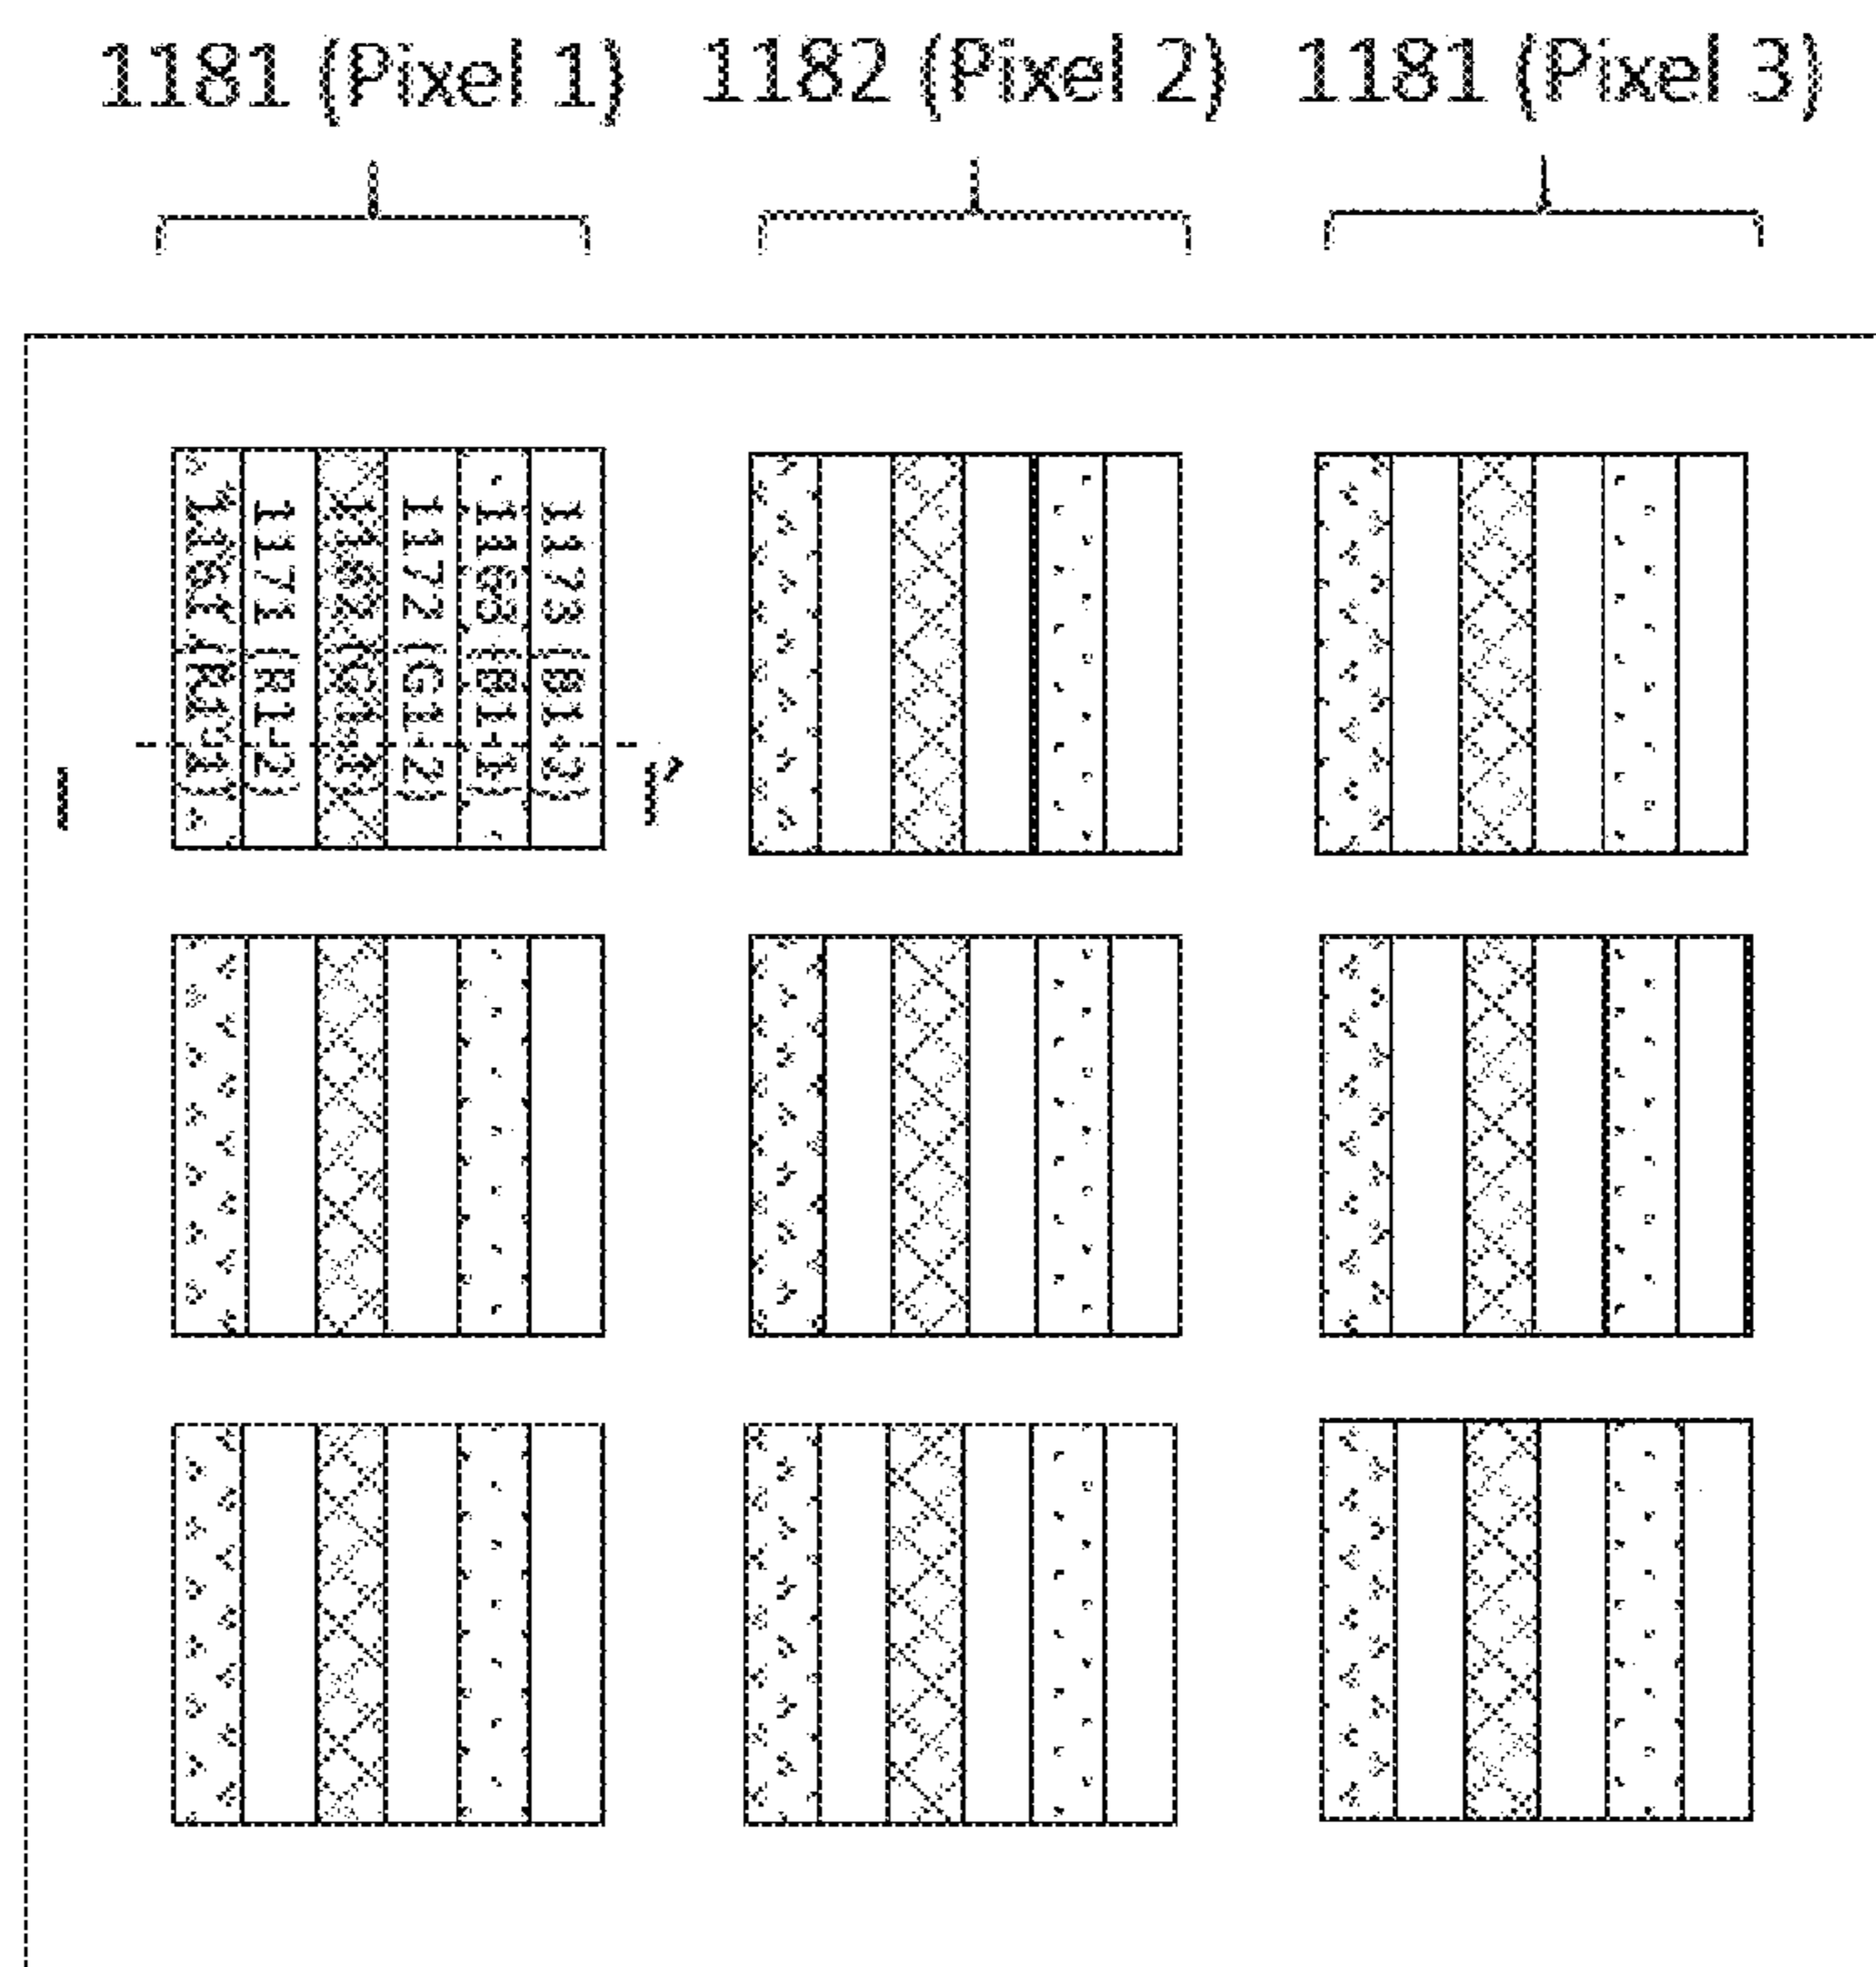 1181 (Pixel 1) 1182 (Pixel 2) 1181 (Pixel 3)
1161 (R1-1)
1171 (R1-2)
1162 (G1-1)
1172 (G1-2)
1163 (B1-1)
1173 (B1-3)
I I'